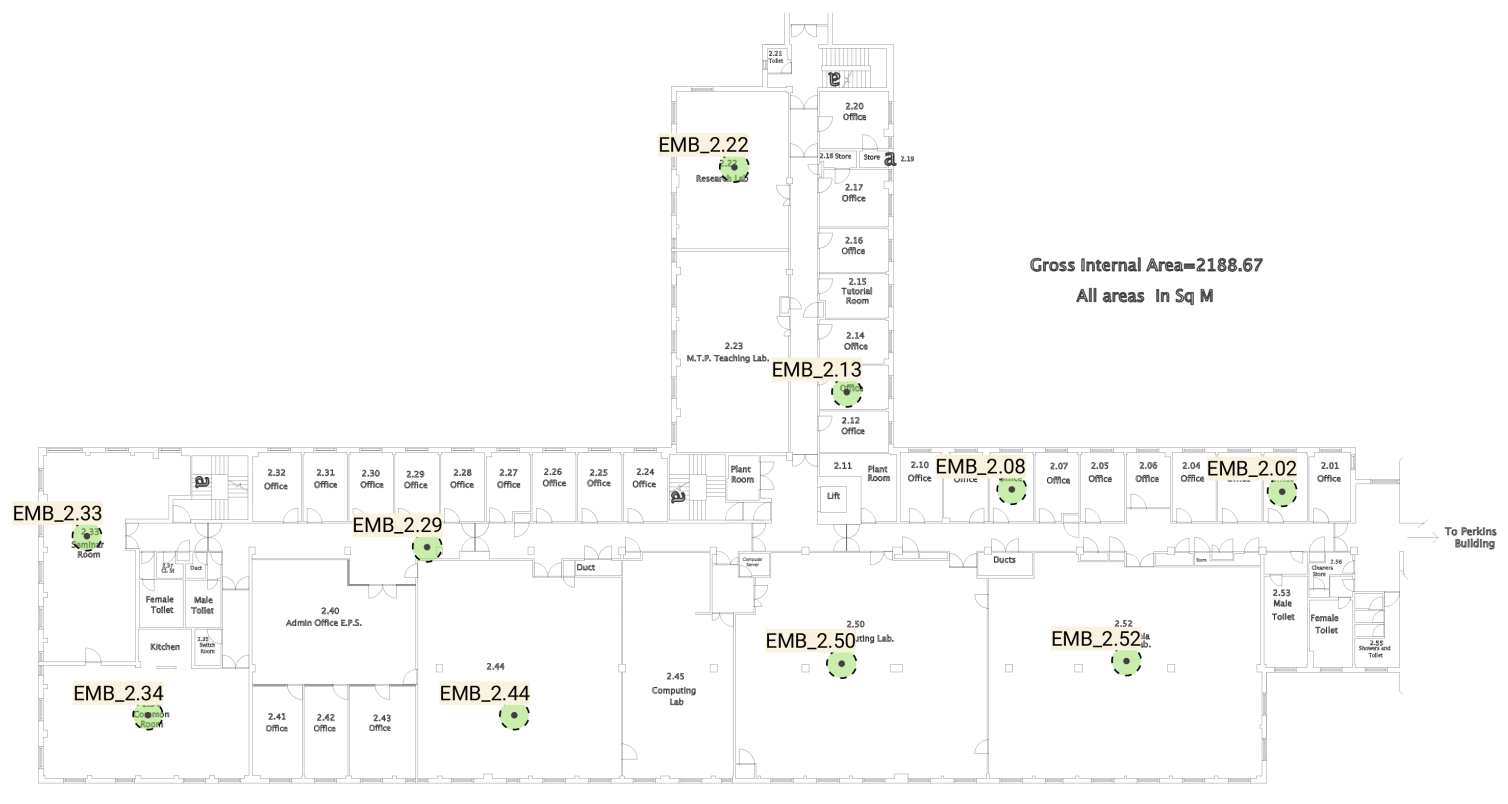 2.21
Toilet
a
2.20
Office
EMB_2.22
2.22
Research Lab
2.18 Store
Store
a
2.19
2.17
Office
2.16
Office
Gross Internal Area=2188.67
All areas in Sq M
2.15
Tutorial
Room
2.14
Office
2.23
M.T.P. Teaching Lab.
EMB_2.13
Office
2.12
Office
2.32
Office
2.31
Office
2.30
Office
2.29
Office
2.28
Office
2.27
Office
2.26
Office
2.25
Office
2.24
Office
a
a
Plant
Room
2.11
Plant
Room
Lift
2.10
Office
EMB_2.08
Office
Office
2.07
Office
2.05
Office
2.06
Office
2.04
Office
EMB_2.02
2.01
Office
EMB_2.33
2.33
Seminar
Room
EMB_2.29
To Perkins
Building
2.37
CL. St
Duct
Duct
Computer
Server
Ducts
Store
2.56
Cleaners
Store
Female
Toilet
Male
Toilet
2.40
Admin Office E.P.S.
2.53
Male
Toilet
Female
Toilet
Kitchen
2.35
Switch
Room
2.50
EMB_2.50
uting Lab.
2.52
EMB_2.52
b.
2.55
Showers and
Toilet
2.44
EMB_2.44
2.45
Computing
Lab
EMB_2.34
Common
Room
2.41
Office
2.42
Office
2.43
Office